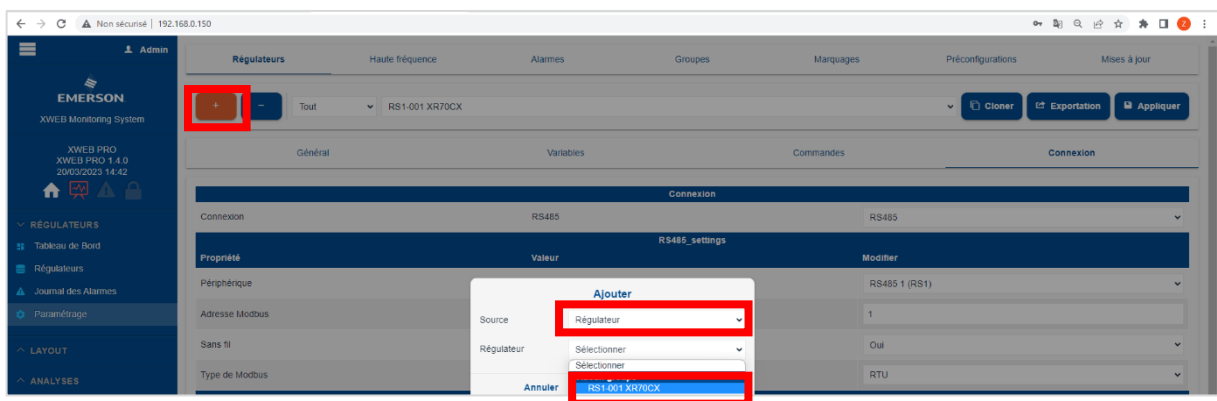 Non sécurisé | 192.168.0.150
Z
Admin
EMERSON
XWEB Monitoring System
XWEB PRO
XWEB PRO 1.4.0
20/03/2023 14:42
RÉGULATEURS
Tableau de Bord
Régulateurs
Journal des Alarmes
Paramétrage
LAYOUT
ANALYSES
Régulateurs Haute fréquence Alarmes Groupes Marquages Préconfigurations Mises à jour
+ - Tout RS1-001 XR70CX Cloner Exportation Appliquer
Général Variables Commandes Connexion
Connexion
Connexion RS485 RS485
RS485_settings
Propriété Valeur Modifier
Périphérique RS485 1 (RS1)
Adresse Modbus 1
Sans fil Oui
Type de Modbus RTU
Ajouter
Source Régulateur
Régulateur Sélectionner
Sélectionner
RS1-001 XR70CX
Annuler